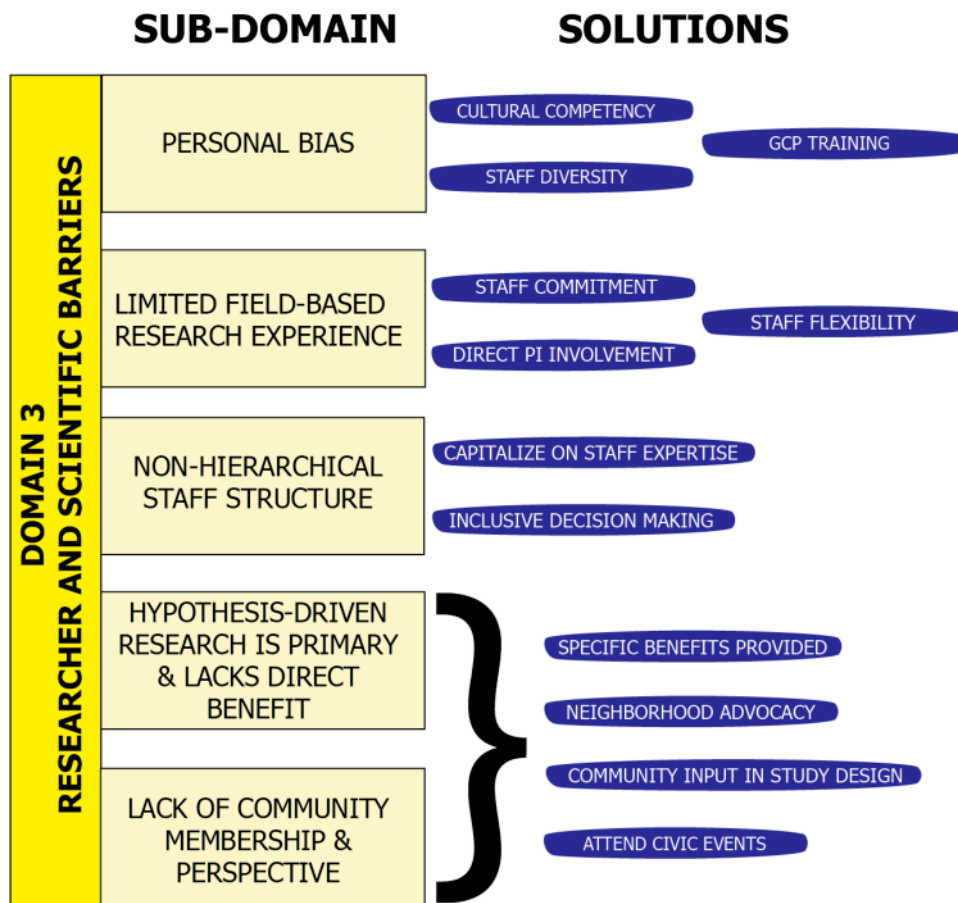 SUB-DOMAIN
SOLUTIONS
DOMAIN 3
RESEARCHER AND SCIENTIFIC BARRIERS
PERSONAL BIAS
CULTURAL COMPETENCY
GCP TRAINING
STAFF DIVERSITY
LIMITED FIELD-BASED
RESEARCH EXPERIENCE
STAFF COMMITMENT
STAFF FLEXIBILITY
DIRECT PI INVOLVEMENT
NON-HIERARCHICAL
STAFF STRUCTURE
CAPITALIZE ON STAFF EXPERTISE
INCLUSIVE DECISION MAKING
HYPOTHESIS-DRIVEN
RESEARCH IS PRIMARY
& LACKS DIRECT
BENEFIT
LACK OF COMMUNITY
MEMBERSHIP &
PERSPECTIVE
SPECIFIC BENEFITS PROVIDED
NEIGHBORHOOD ADVOCACY
COMMUNITY INPUT IN STUDY DESIGN
ATTEND CIVIC EVENTS